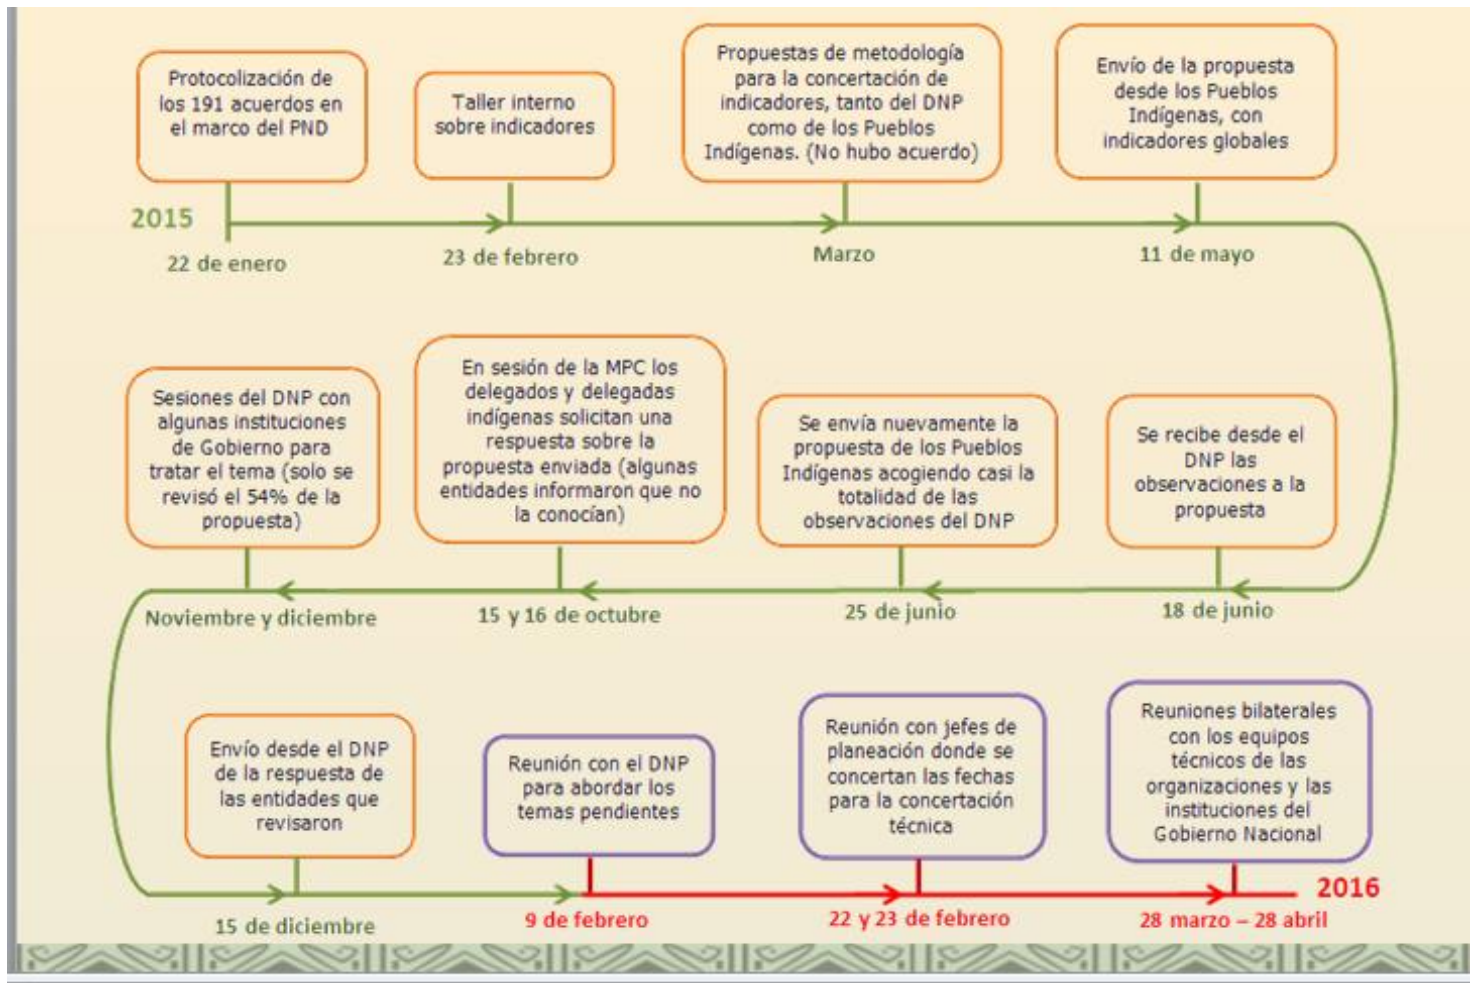 Protocolización de
los 191 acuerdos en
el marco del PND
Taller interno
sobre indicadores
Propuestas de metodología
para la concertación de
indicadores, tanto del DNP
como de los Pueblos
Indígenas. (No hubo acuerdo)
Envío de la propuesta
desde los Pueblos
Indígenas, con
indicadores globales
2015
22 de enero
23 de febrero
Marzo
11 de mayo
Se recibe desde el
DNP las
observaciones a la
propuesta
18 de junio
Se envía nuevamente la
propuesta de los Pueblos
Indígenas acogiendo casi la
totalidad de las
observaciones del DNP
25 de junio
En sesión de la MPC los
delegados y delegadas
indígenas solicitan una
respuesta sobre la
propuesta enviada (algunas
entidades informaron que no
la conocían)
15 y 16 de octubre
Sesiones del DNP con
algunas instituciones
de Gobierno para
tratar el tema (solo se
revisó el 54% de la
propuesta)
Noviembre y diciembre
Envío desde el DNP
de la respuesta de
las entidades que
revisaron
15 de diciembre
Reunión con el DNP
para abordar los
temas pendientes
9 de febrero
Reunión con jefes de
planeación donde se
concertan las fechas
para la concertación
técnica
22 y 23 de febrero
Reuniones bilaterales
con los equipos
técnicos de las
organizaciones y las
instituciones del
Gobierno Nacional
2016
28 marzo – 28 abril